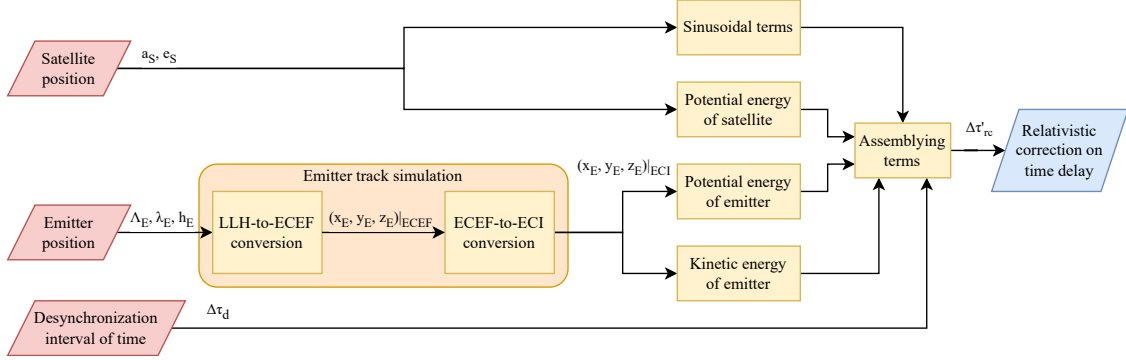 Satellite
position
a_S, e_S
Sinusoidal terms
Potential energy
of satellite
Assemblying
terms
Δτ'_rc
Relativistic
correction on
time delay
Emitter track simulation
Emitter
position
Λ_E, λ_E, h_E
LLH-to-ECEF
conversion
(x_E, y_E, z_E)|_ECEF
ECEF-to-ECI
conversion
(x_E, y_E, z_E)|_ECI
Potential energy
of emitter
Kinetic energy
of emitter
Desynchronization
interval of time
Δτ_d